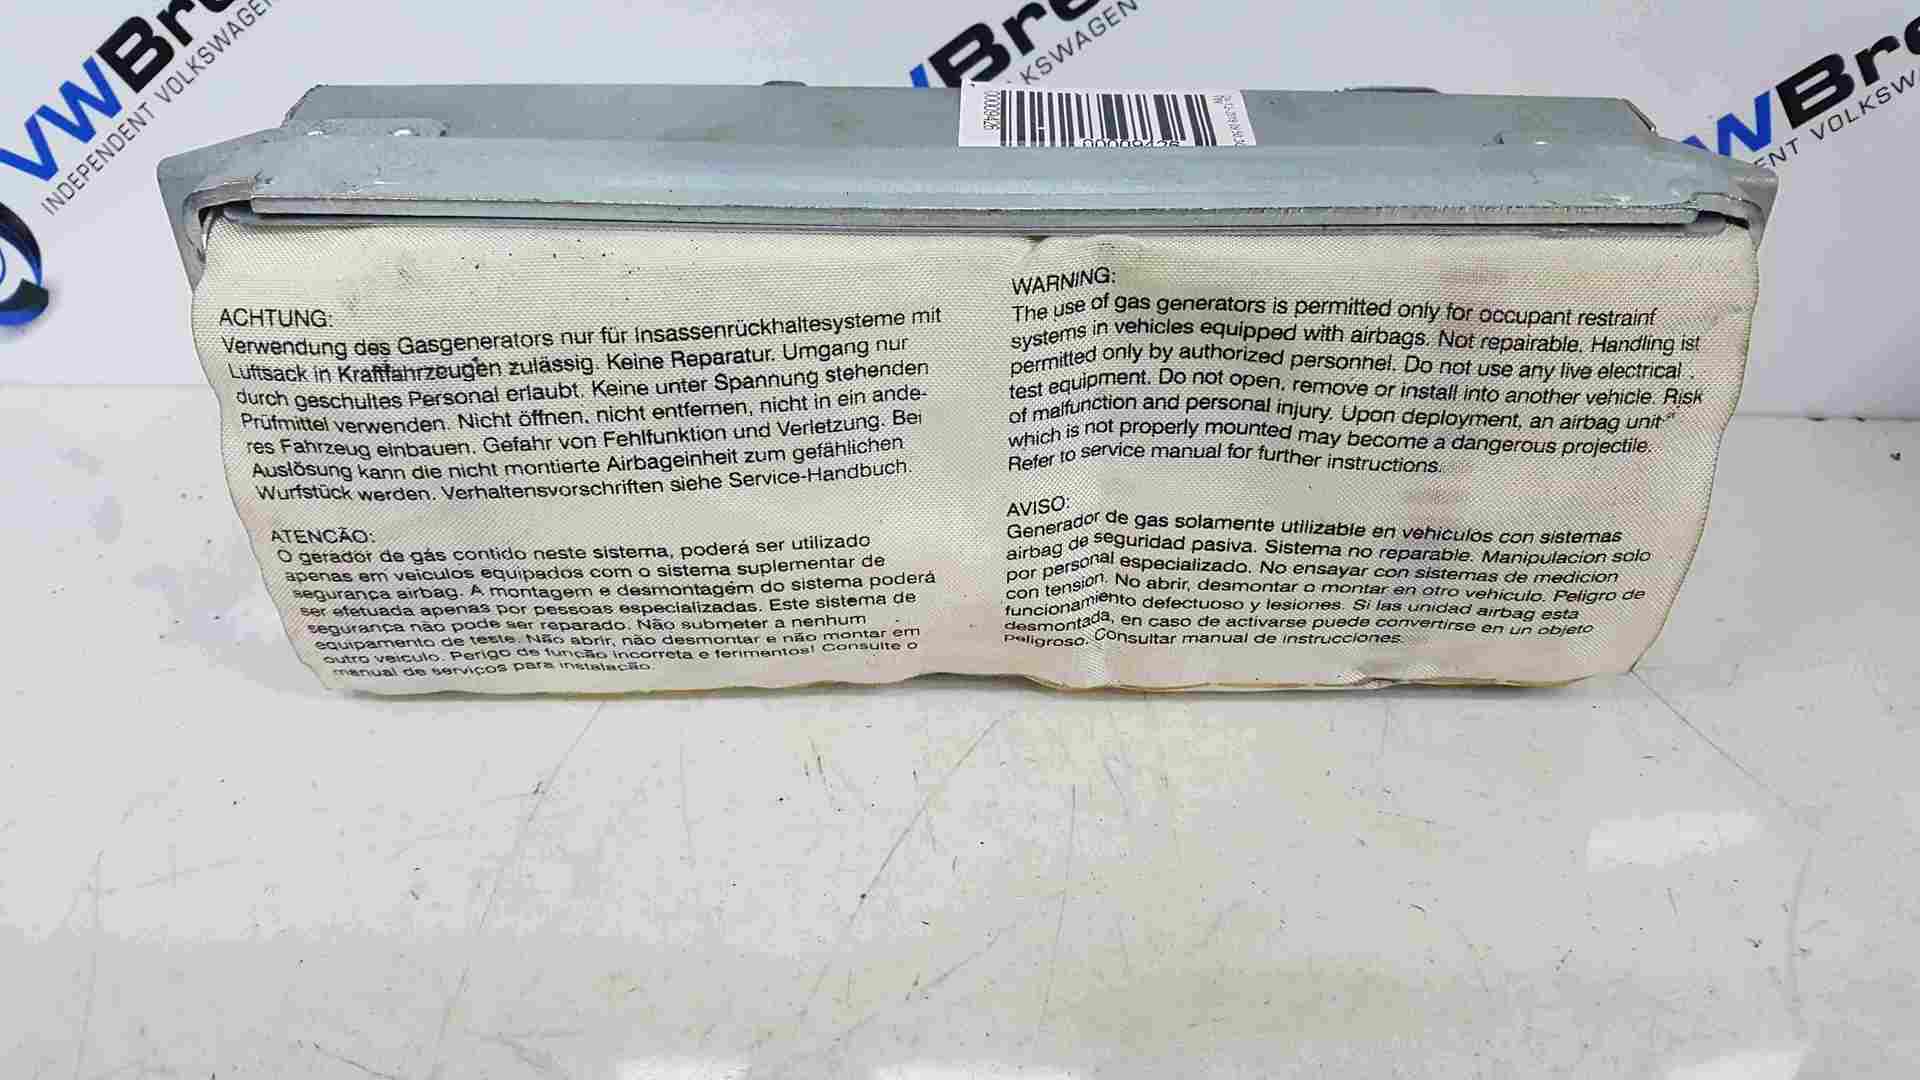 VWBre
INDEPENDENT VOLKSWAGEN
Bre
KSWAGEN
WBre
ENT VOLKSW
00009426
00009426
ACHTUNG:
Verwendung des Gasgenerators nur für Insassenrückhaltesysteme mit
Luftsack in Kraftfahrzeugen zulässig. Keine Reparatur. Umgang nur
durch geschultes Personal erlaubt. Keine unter Spannung stehenden
Prüfmittel verwenden. Nicht öffnen, nicht entfernen, nicht in ein ande-
res Fahrzeug einbauen. Gefahr von Fehlfunktion und Verletzung. Bei
Auslösung kann die nicht montierte Airbageinheit zum gefählichen
Wurfstück werden. Verhaltensvorschriften siehe Service-Handbuch.
ATENCÃO:
O gerador de gás contido neste sistema, poderá ser utilizado
apenas em veiculos equipados com o sistema suplementar de
segurança airbag. A montagem e desmontagém do sistema poderá
ser efetuada apenas por pessoas especializadas. Este sistema de
segurança não pode ser reparado. Não submeter a nenhum
equipamento de teste. Não abrir, não desmontar e não montar em
outro veiculo. Perigo de função incorreta e ferimentos! Consulte o
manual de serviços para instalacão.
WARNING:
The use of gas generators is permitted only for occupant restrainf
systems in vehicles equipped with airbags. Not repairable. Handling ist
permitted only by authorized personnel. Do not use any live electrical
test equipment. Do not open, remove or install into another vehicle. Risk
of malfunction and personal injury. Upon deployment, an airbag unit
which is not properly mounted may become a dangerous projectile.
Refer to service manual for further instructions.
AVISO:
Generador de gas solamente utilizable en vehiculos con sistemas
airbag de seguridad pasiva. Sistema no reparable. Manipulacion solo
por personal especializado. No ensayar con sistemas de medicion
con tension. No abrir, desmontar o montar en otro vehiculo. Peligro de
funcionamiento defectuoso y lesiones. Si las unidad airbag esta
desmontada, en caso de activarse puede convertirse en un objeto
peligroso. Consultar manual de instrucciones.